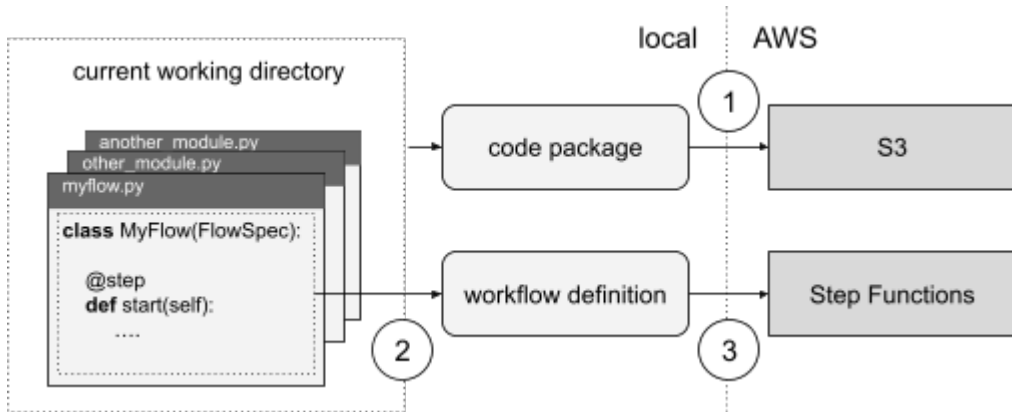 local
AWS
current working directory
1
another_module.py
other_module.py
myflow.py
code package
S3
class MyFlow(FlowSpec):
@step
def start(self):
....
workflow definition
Step Functions
2
3